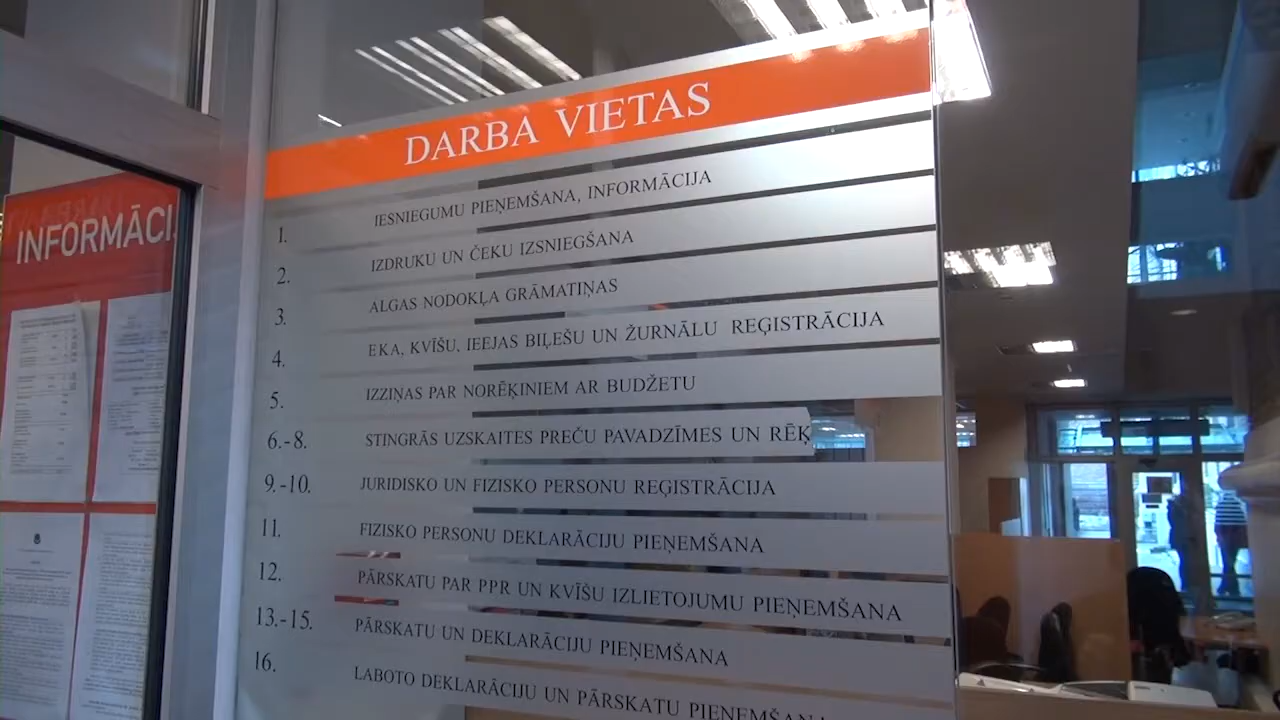 DARBA VIETAS
INFORMĀCI
1. IESNIEGUMU PIEŅEMŠANA, INFORMĀCIJA
2. IZDRUKU UN ČEKU IZSNIEGŠANA
3. ALGAS NODOKĻA GRĀMATIŅAS
4. EKA, KVĪŠU, IEEJAS BIĻEŠU UN ŽURNĀLU REĢISTRĀCIJA
5. IZZIŅAS PAR NORĒĶINIEM AR BUDŽETU
6.-8. STINGRĀS UZSKAITES PREČU PAVADZĪMES UN RĒĶ
9.-10. JURIDISKO UN FIZISKO PERSONU REĢISTRĀCIJA
11. FIZISKO PERSONU DEKLARĀCIJU PIEŅEMŠANA
12. PĀRSKATU PAR PPR UN KVĪŠU IZLIETOJUMU PIEŅEMŠANA
13.-15. PĀRSKATU UN DEKLARĀCIJU PIEŅEMŠANA
16. LABOTO DEKLARĀCIJU UN PĀRSKATU PIEŅEMŠANA